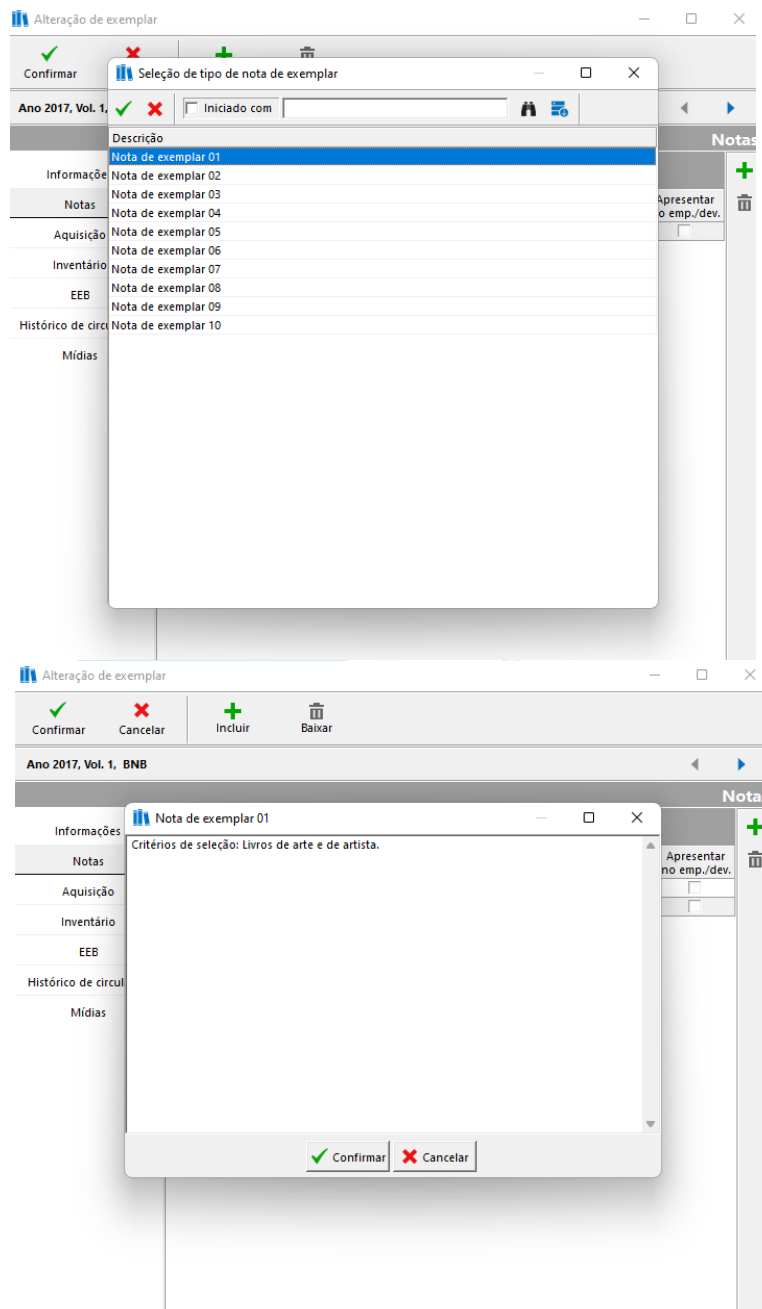 Alteração de exemplar
Confirmar
Seleção de tipo de nota de exemplar
Ano 2017, Vol. 1,
Iniciado com
Notas
Descrição
Nota de exemplar 01
Nota de exemplar 02
Nota de exemplar 03
Nota de exemplar 04
Nota de exemplar 05
Nota de exemplar 06
Nota de exemplar 07
Nota de exemplar 08
Nota de exemplar 09
Nota de exemplar 10
Informaçõe
Notas
Aquisição
Inventário
EEB
Histórico de circu
Mídias
Apresentar
o emp./dev.
Alteração de exemplar
Confirmar Cancelar Incluir Baixar
Ano 2017, Vol. 1, BNB
Nota
Nota de exemplar 01
Critérios de seleção: Livros de arte e de artista.
Informações
Notas
Aquisição
Inventário
EEB
Histórico de circul
Mídias
Apresentar
no emp./dev.
Confirmar Cancelar